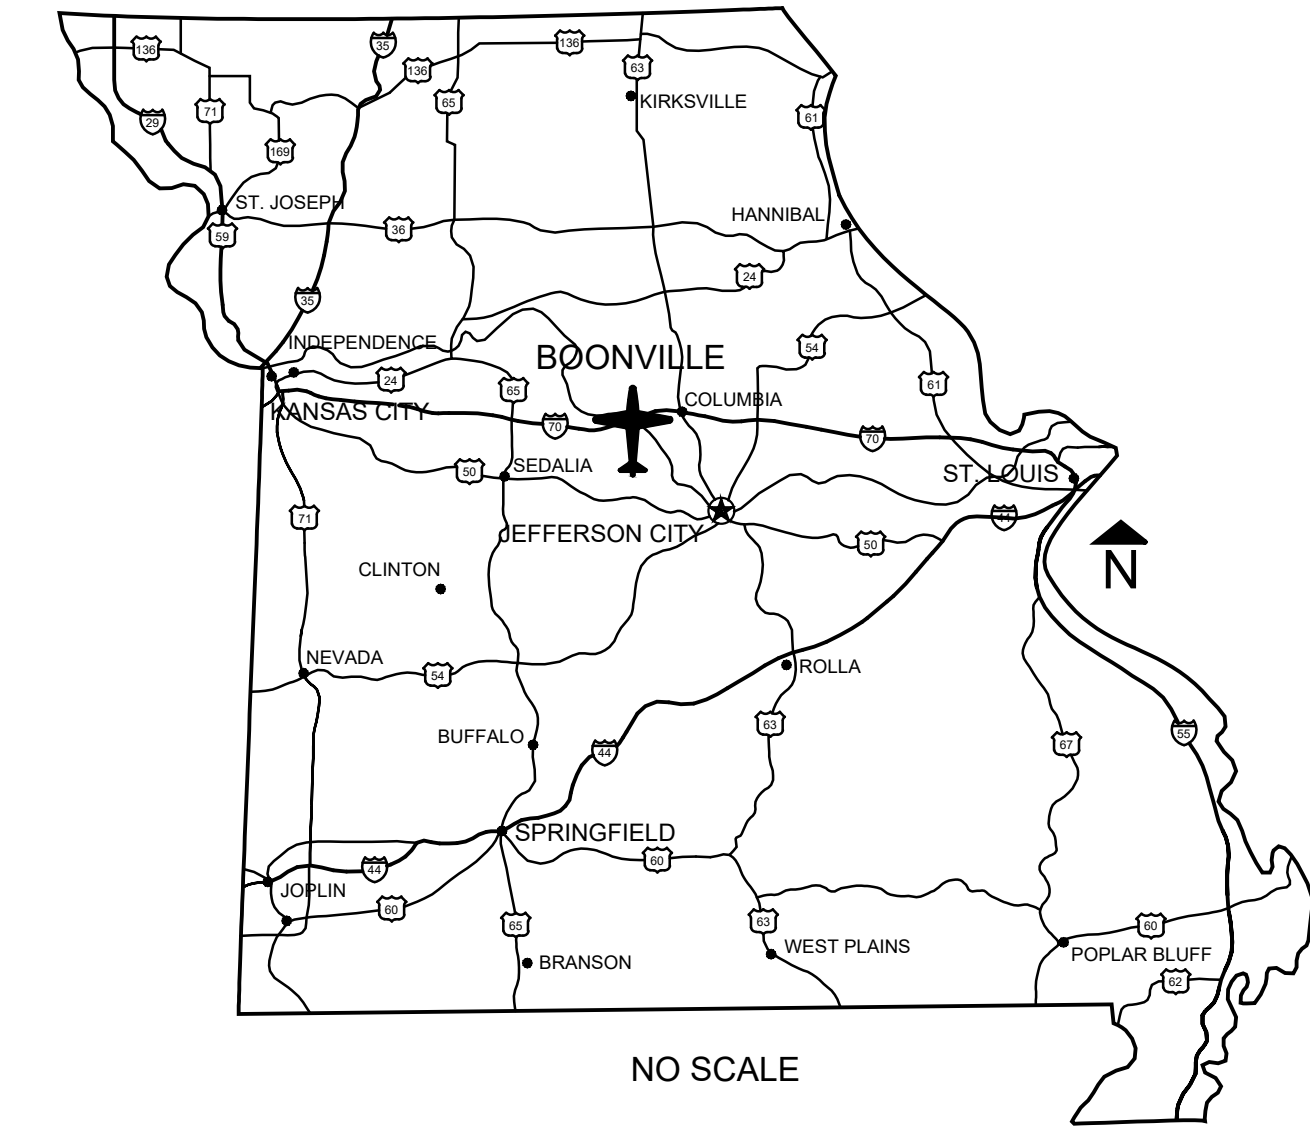 35
136
136
136
63
KIRKSVILLE
65
71
61
29
169
ST. JOSEPH
HANNIBAL
36
59
24
35
INDEPENDENCE
54
BOONVILLE
24
61
65
COLUMBIA
KANSAS CITY
70
70
SEDALIA
50
ST. LOUIS
71
44
JEFFERSON CITY
50
CLINTON
N
NEVADA
ROLLA
54
63
BUFFALO
55
67
44
SPRINGFIELD
60
44
JOPLIN
60
63
65
60
WEST PLAINS
POPLAR BLUFF
BRANSON
62
NO SCALE